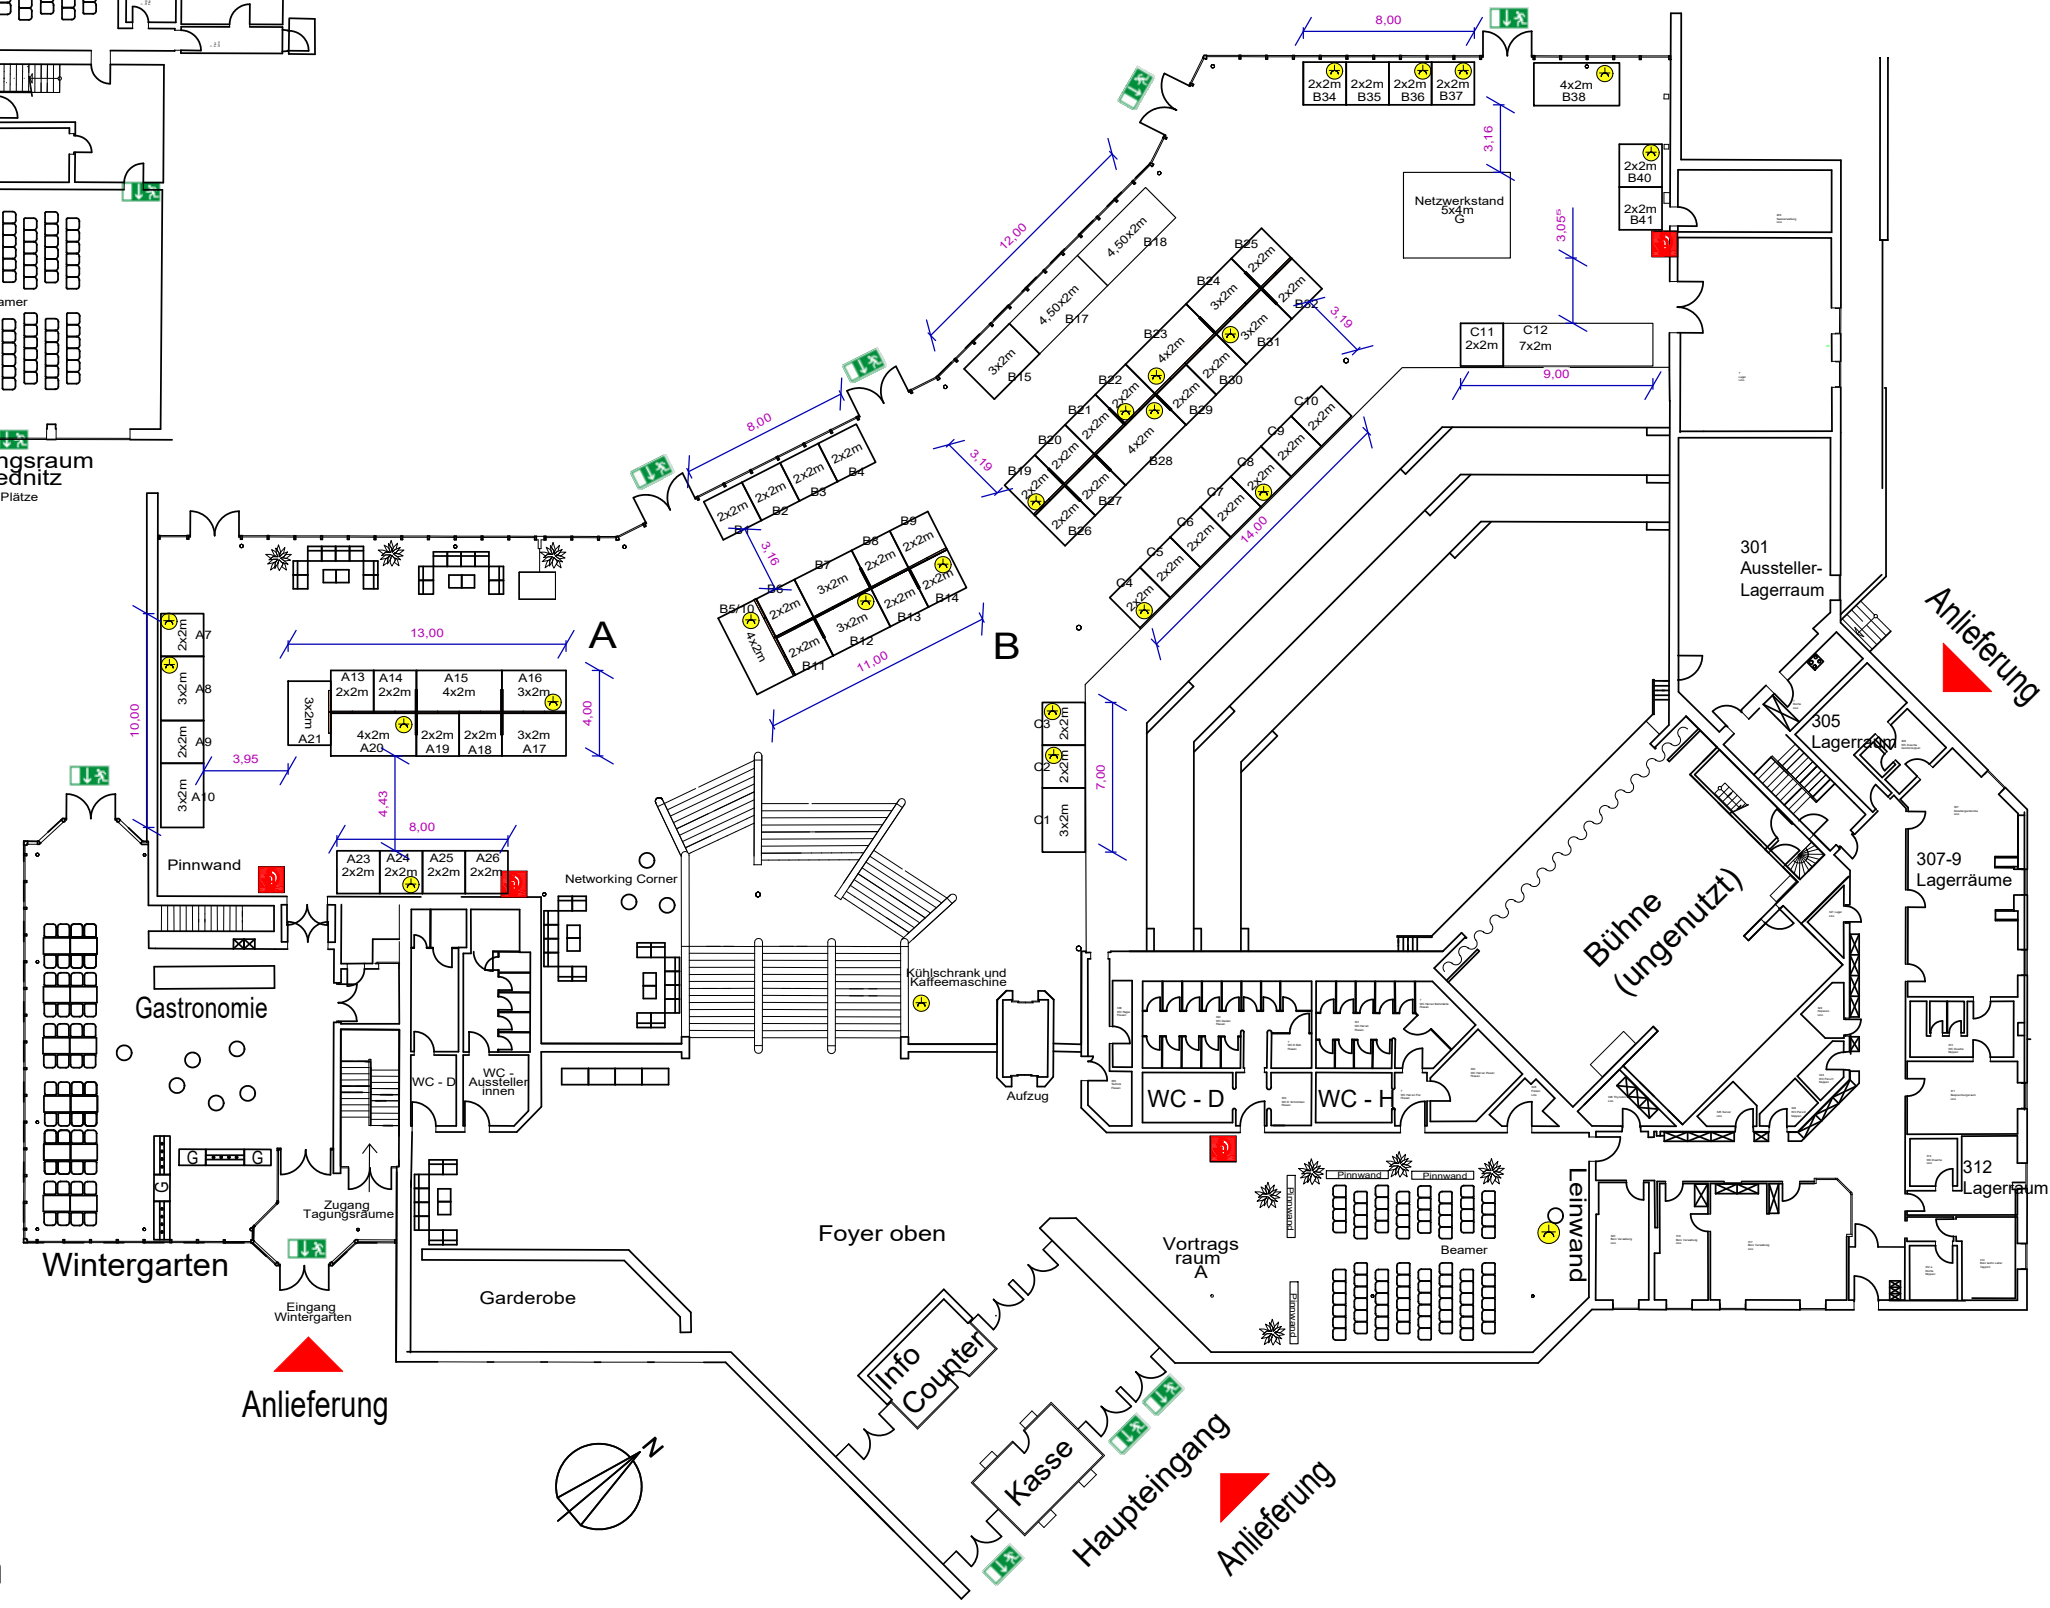 8,00
2x2m
B34
2x2m
B35
2x2m
B36
2x2m
B37
4x2m
B38
3,16
2x2m
B40
2x2m
B41
Netzwerkstand
5x4m
G
3,05⁵
C11
2x2m
C12
7x2m
9,00
12,00
4,50x2m
B18
4,50x2m
B17
3x2m
B15
B25
2x2m
B24
3x2m
B23
4x2m
B22
2x2m
B21
2x2m
B20
2x2m
B19
2x2m
2x2m
B32
3x2m
B31
2x2m
B30
2x2m
B29
4x2m
B28
2x2m
B27
2x2m
B26
3,19
3,19
C10
2x2m
C9
2x2m
C8
2x2m
C7
2x2m
C6
2x2m
C5
2x2m
C4
2x2m
14,00
8,00
2x2m
B1
2x2m
B2
2x2m
B3
2x2m
B4
3,16
B5/10
4x2m
B6
2x2m
B7
3x2m
B8
2x2m
B9
2x2m
2x2m
B11
3x2m
B12
2x2m
B13
2x2m
B14
11,00
A
B
amer
ngsraum
ednitz
Plätze
10,00
2x2m
A7
3x2m
A8
2x2m
A9
3x2m
A10
3,95
13,00
A13
2x2m
A14
2x2m
A15
4x2m
A16
3x2m
4,00
3x2m
A21
4x2m
A20
2x2m
A19
2x2m
A18
3x2m
A17
4,43
8,00
A23
2x2m
A24
2x2m
A25
2x2m
A26
2x2m
C3
2x2m
C2
2x2m
C1
3x2m
7,00
Pinnwand
Networking Corner
Kühlschrank und
Kaffeemaschine
Aufzug
Gastronomie
WC - D
WC -
Aussteller
innen
WC - D
WC - H
G
G
G
Zugang
Tagungsräume
Wintergarten
Eingang
Wintergarten
Anlieferung
Garderobe
Foyer oben
Info
Counter
Kasse
Haupteingang
Anlieferung
N
Vortrags
raum
A
Pinnwand
Pinnwand
Pinnwand
Pinnwand
Beamer
Leinwand
Bühne
(ungenutzt)
301
Aussteller-
Lagerraum
305
Lagerraum
307-9
Lagerräume
312
Lagerraum
Anlieferung